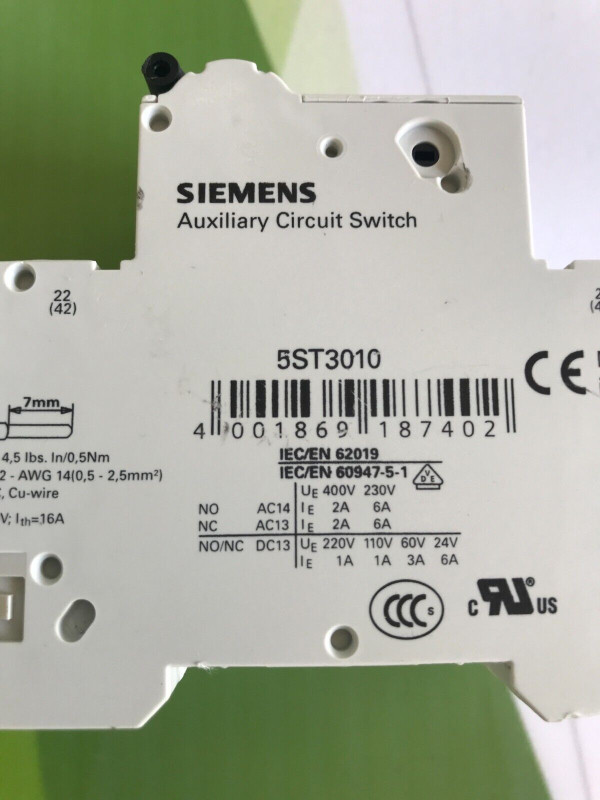 SIEMENS
Auxiliary Circuit Switch
22
(42)
5ST3010
CE
7mm
4 001869 187402
4,5 lbs. In/0,5Nm
2 - AWG 14(0,5 - 2,5mm²)
, Cu-wire
V; Ith=16A
IEC/EN 62019
IEC/EN 60947-5-1
VDE
UE 400V 230V
NO AC14 IE 2A 6A
NC AC13 IE 2A 6A
NO/NC DC13 UE 220V 110V 60V 24V
IE 1A 1A 3A 6A
CCC S
c RU ® US